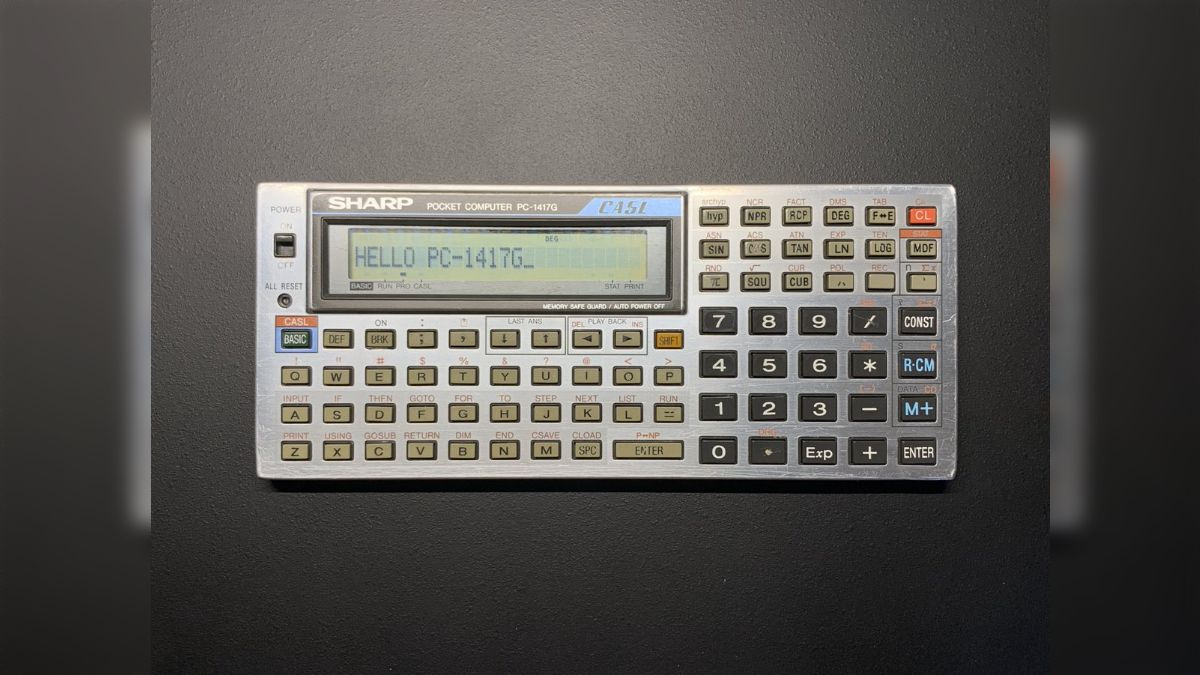 SHARP POCKET COMPUTER PC-1417G CASL
DEG
HELLO PC-1417G_
BASIC RUN PRO CASL STAT PRINT
MEMORY SAFE GUARD / AUTO POWER OFF
POWER
ON
OFF
ALL RESET
archyp NCR FACT DMS TAB
hyp NPR RCP DEG F↔E CL
ASN ACS ATN EXP TEN STAT
SIN TAN LN LOG MDF
RND √ CUR POL REC n Σx
π SQU CUB
7 8 9 / CONST
S
4 5 6 * R·CM
DATA CD
1 2 3 − M+
0 • Exp + ENTER
CASL ON : LAST ANS DEL PLAY BACK INS
BASIC DEF BRK ; , ↓ ↑ ◄ ► SHIFT
! " # $ % & ? @ < >
Q W E R T Y U I O P
INPUT IF THEN GOTO FOR TO STEP NEXT LIST RUN
A S D F G H J K L =
PRINT USING GOSUB RETURN DIM END CSAVE CLOAD P↔NP
Z X C V B N M SPC ENTER